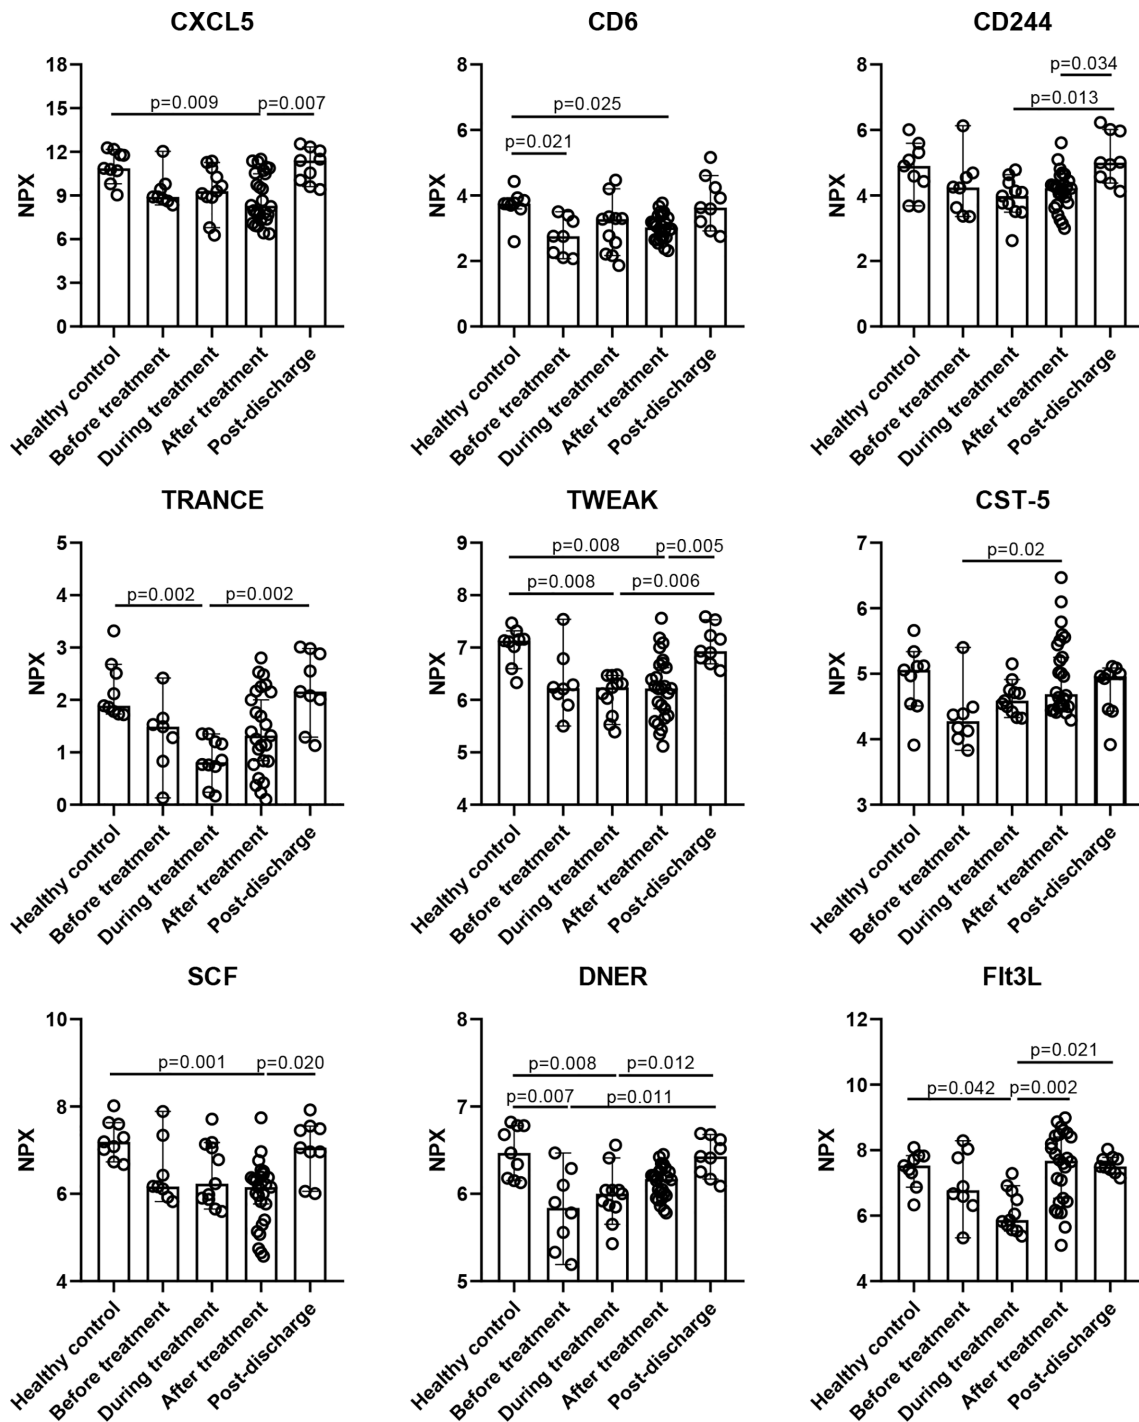 CXCL5
CD6
CD244
NPX
18
15
12
9
6
3
0
p=0.009
p=0.007
Healthy control
Before treatment
During treatment
After treatment
Post-discharge
NPX
8
6
4
2
0
p=0.025
p=0.021
Healthy control
Before treatment
During treatment
After treatment
Post-discharge
NPX
8
6
4
2
0
p=0.034
p=0.013
Healthy control
Before treatment
During treatment
After treatment
Post-discharge
TRANCE
TWEAK
CST-5
NPX
5
4
3
2
1
0
p=0.002
p=0.002
Healthy control
Before treatment
During treatment
After treatment
Post-discharge
NPX
9
8
7
6
5
4
p=0.008
p=0.005
p=0.008
p=0.006
Healthy control
Before treatment
During treatment
After treatment
Post-discharge
NPX
7
6
5
4
3
p=0.02
Healthy control
Before treatment
During treatment
After treatment
Post-discharge
SCF
DNER
Flt3L
NPX
10
8
6
4
p=0.001
p=0.020
Healthy control
Before treatment
During treatment
After treatment
Post-discharge
NPX
8
7
6
5
p=0.008
p=0.012
p=0.007
p=0.011
Healthy control
Before treatment
During treatment
After treatment
Post-discharge
NPX
12
10
8
6
4
p=0.021
p=0.042
p=0.002
Healthy control
Before treatment
During treatment
After treatment
Post-discharge